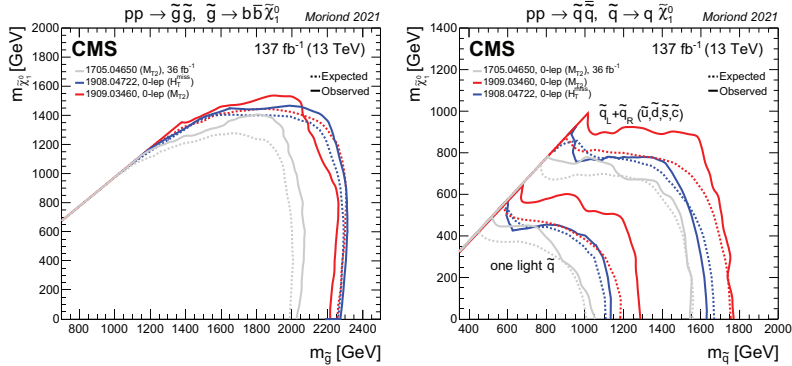 pp → g̃g̃, g̃ → bb̄χ̃₁⁰ Moriond 2021
CMS 137 fb⁻¹ (13 TeV)
1705.04650 (M_T2), 36 fb⁻¹
1908.04722, 0-lep (H_T^miss)
1909.03460, 0-lep (M_T2)
Expected
Observed
m_χ̃₁⁰ [GeV]
2000
1800
1600
1400
1200
1000
800
600
400
200
0
800 1000 1200 1400 1600 1800 2000 2200 2400
m_g̃ [GeV]
pp → q̃q̃̄, q̃ → q χ̃₁⁰ Moriond 2021
CMS 137 fb⁻¹ (13 TeV)
1705.04650 (M_T2), 36 fb⁻¹
1909.03460, 0-lep (M_T2)
1908.04722, 0-lep (H_T^miss)
Expected
Observed
q̃_L+q̃_R (ũ,d̃,s̃,c̃)
one light q̃
m_χ̃₁⁰ [GeV]
1400
1200
1000
800
600
400
200
0
400 600 800 1000 1200 1400 1600 1800 2000
m_q̃ [GeV]